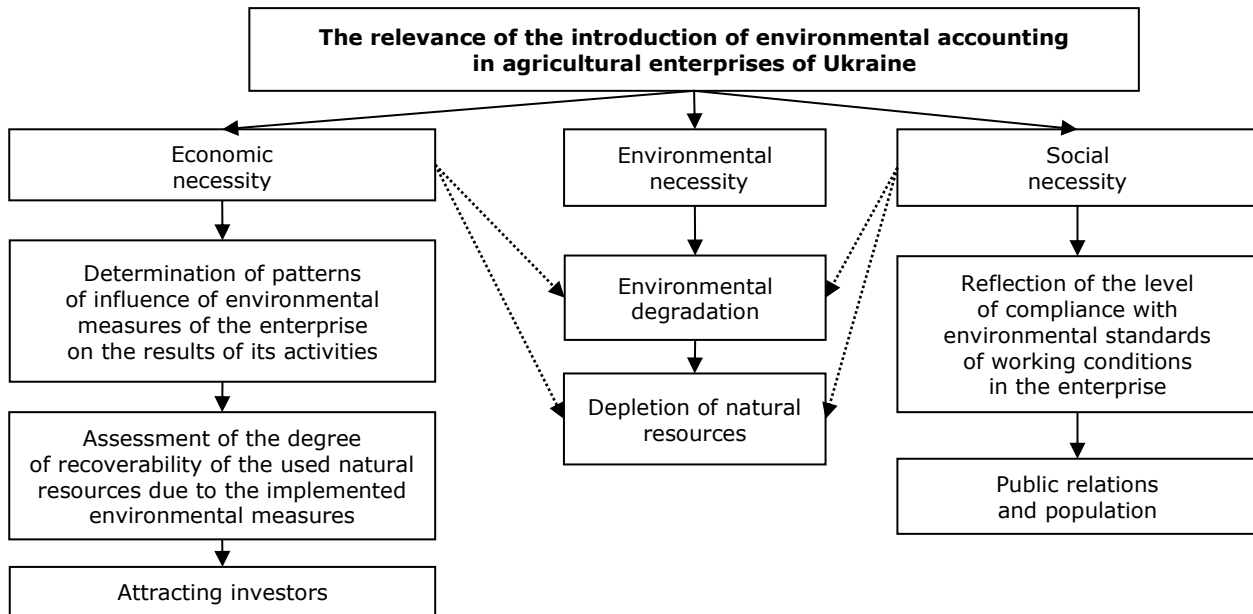 The relevance of the introduction of environmental accounting
in agricultural enterprises of Ukraine
Economic
necessity
Environmental
necessity
Social
necessity
Determination of patterns
of influence of environmental
measures of the enterprise
on the results of its activities
Environmental
degradation
Reflection of the level
of compliance with
environmental standards
of working conditions
in the enterprise
Depletion of natural
resources
Assessment of the degree
of recoverability of the used natural
resources due to the implemented
environmental measures
Public relations
and population
Attracting investors